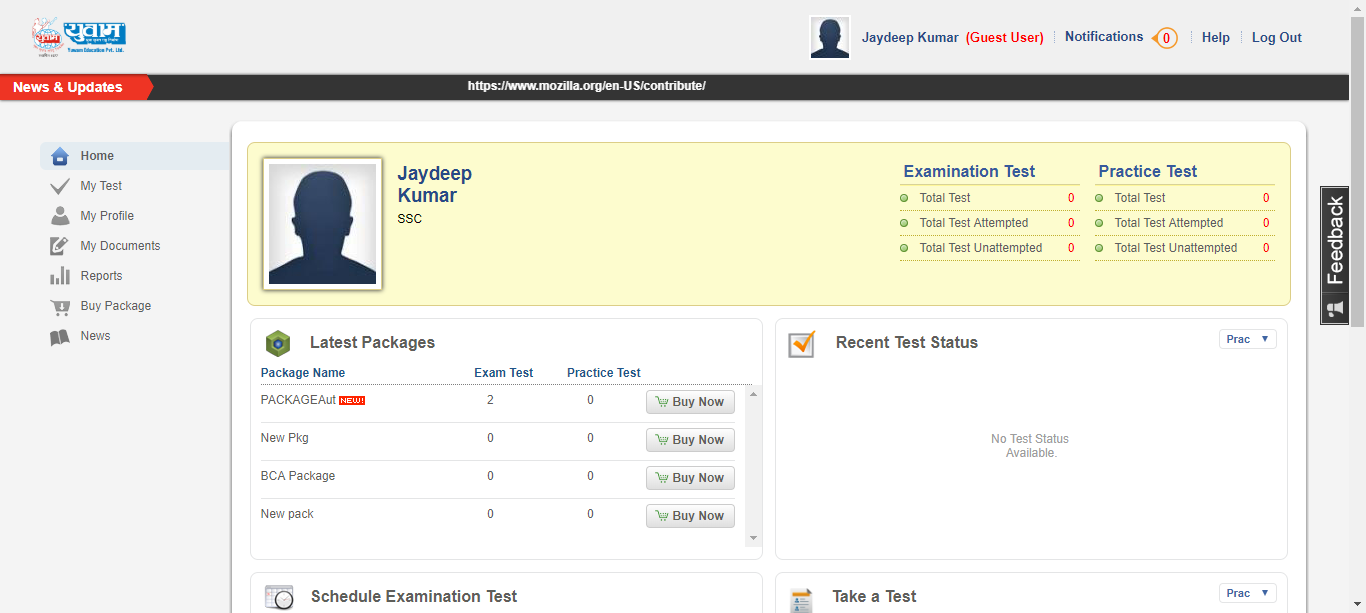 युवाम
Yuwam Education Pvt. Ltd.
Jaydeep Kumar (Guest User)
Notifications 0
Help
Log Out
News & Updates
https://www.mozilla.org/en-US/contribute/
Home
My Test
My Profile
My Documents
Reports
Buy Package
News
Jaydeep
Kumar
SSC
Examination Test
Total Test 0
Total Test Attempted 0
Total Test Unattempted 0
Practice Test
Total Test 0
Total Test Attempted 0
Total Test Unattempted 0
Feedback
Latest Packages
Package Name Exam Test Practice Test
PACKAGEAut NEW! 2 0 Buy Now
New Pkg 0 0 Buy Now
BCA Package 0 0 Buy Now
New pack 0 0 Buy Now
Recent Test Status
Prac
No Test Status
Available.
Schedule Examination Test
Take a Test
Prac